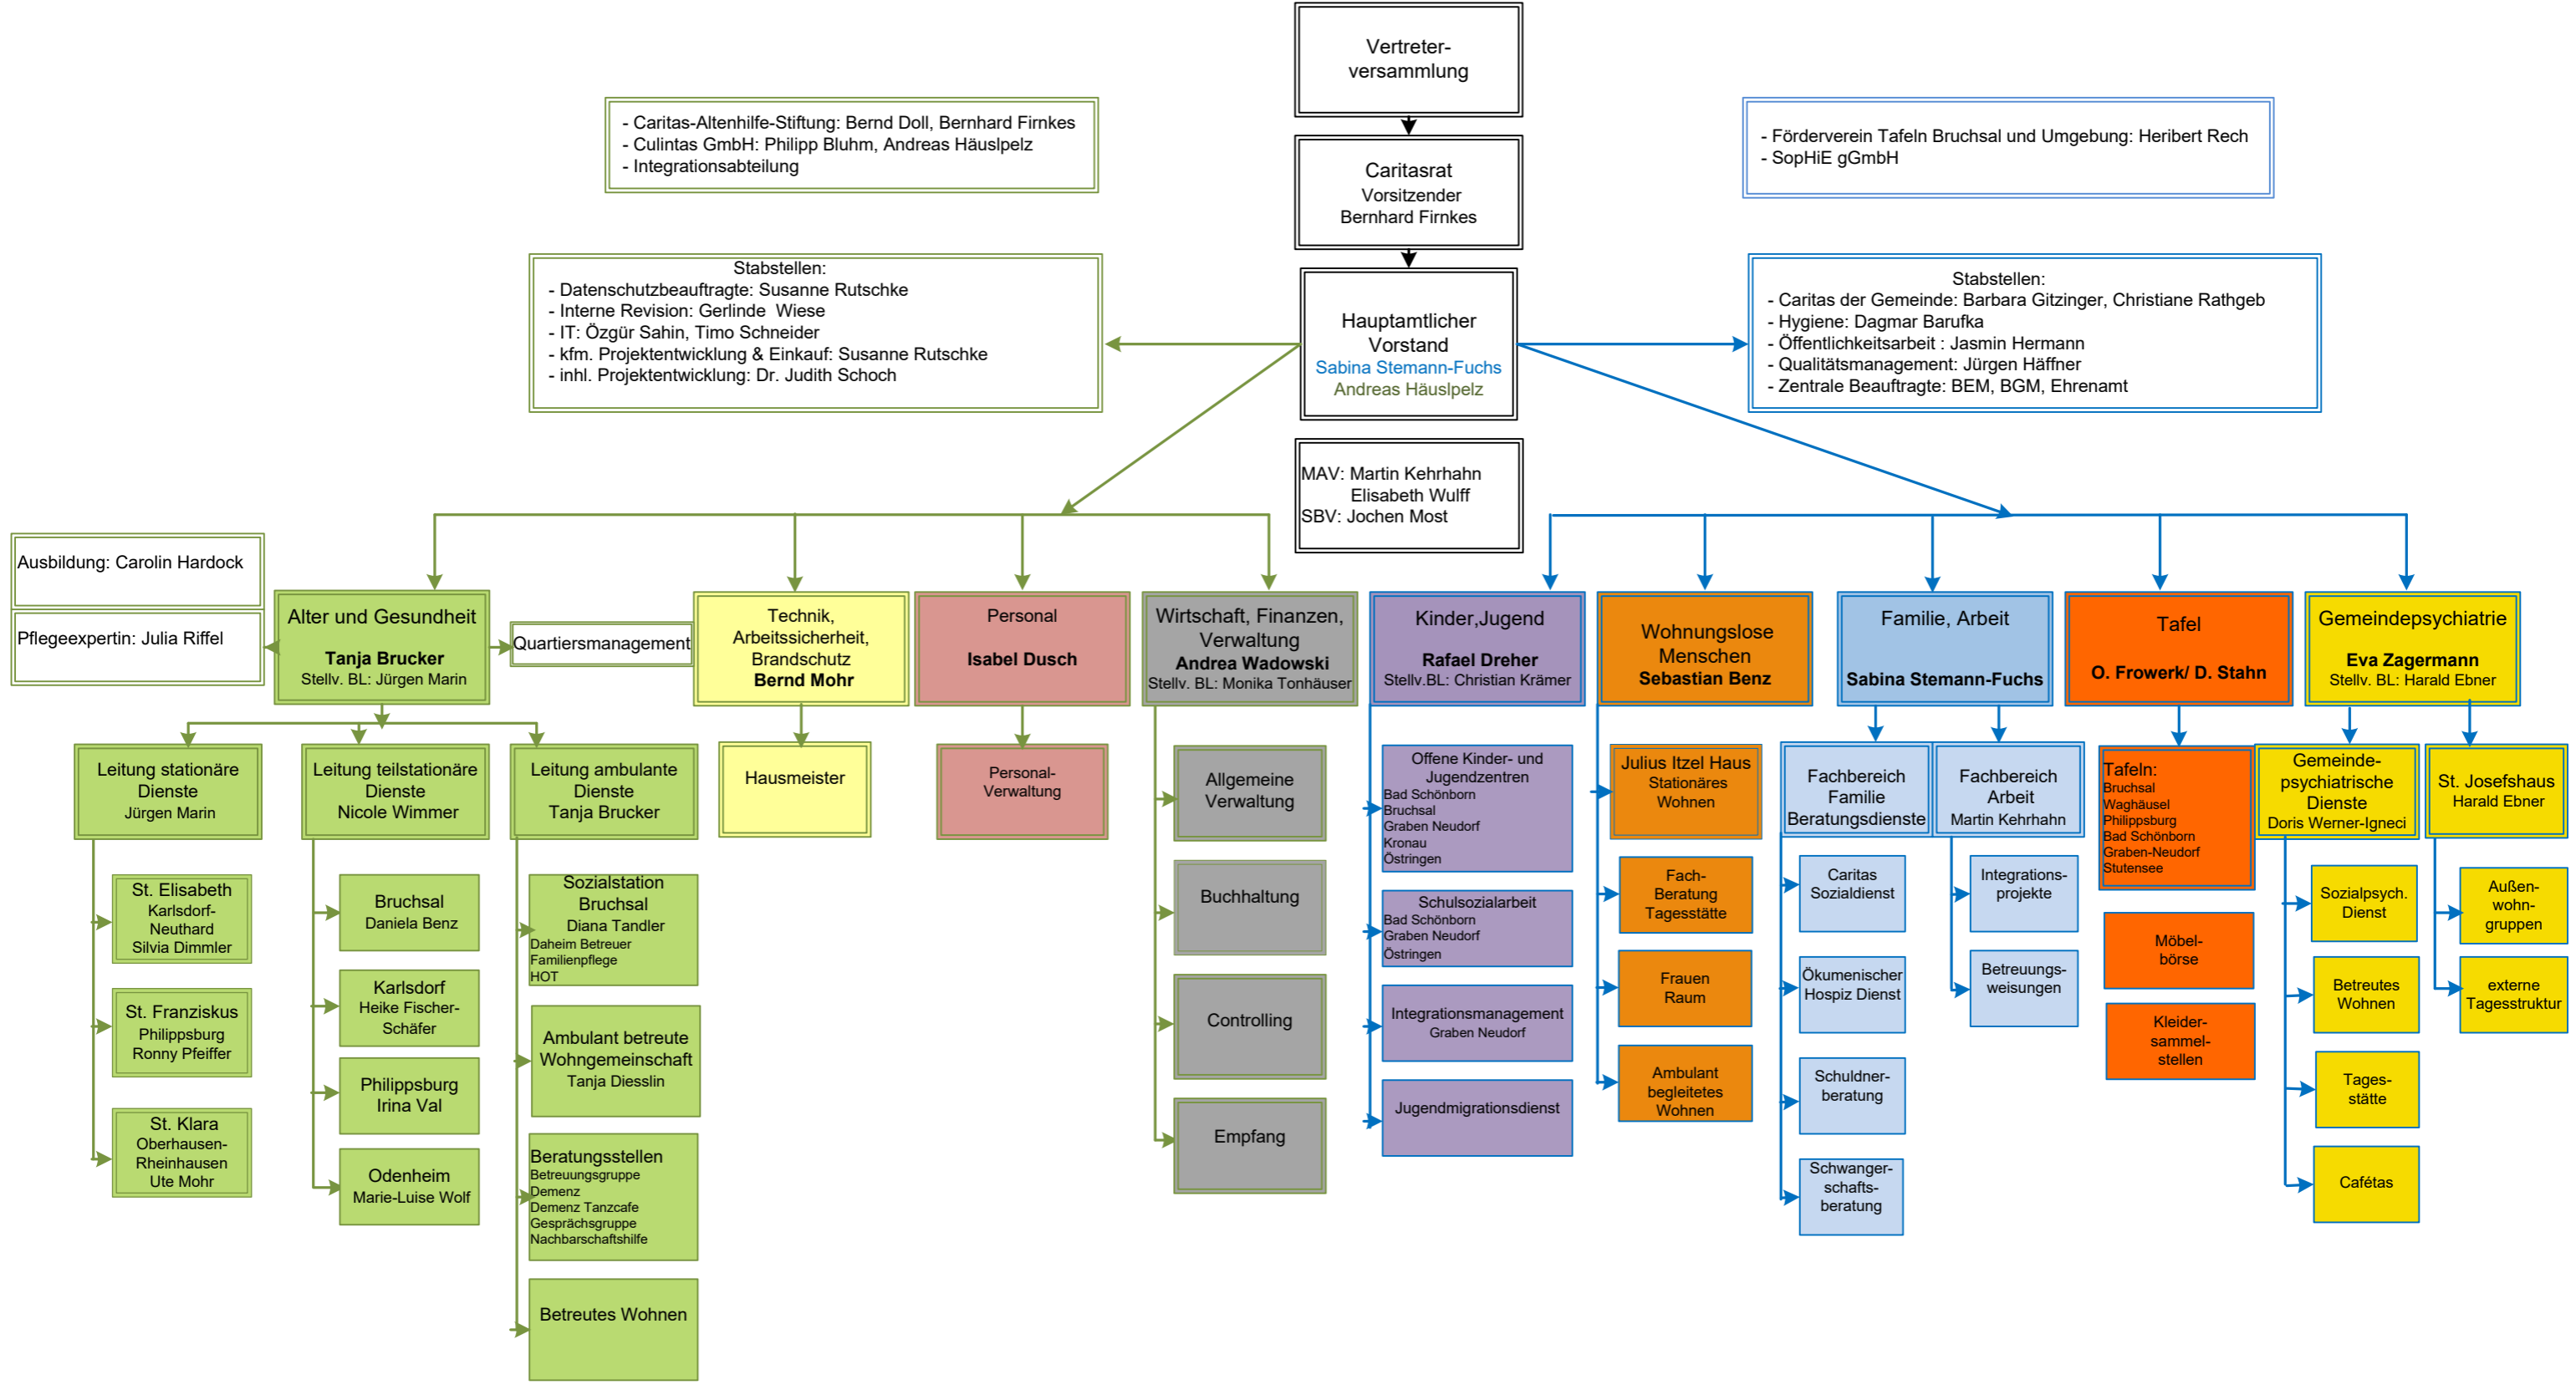 Vertreter-
versammlung
- Caritas-Altenhilfe-Stiftung: Bernd Doll, Bernhard Firnkes
- Culintas GmbH: Philipp Bluhm, Andreas Häuslpelz
- Integrationsabteilung
- Förderverein Tafeln Bruchsal und Umgebung: Heribert Rech
- SopHiE gGmbH
Caritasrat
Vorsitzender
Bernhard Firnkes
Stabstellen:
- Datenschutzbeauftragte: Susanne Rutschke
- Interne Revision: Gerlinde Wiese
- IT: Özgür Sahin, Timo Schneider
- kfm. Projektentwicklung & Einkauf: Susanne Rutschke
- inhl. Projektentwicklung: Dr. Judith Schoch
Hauptamtlicher
Vorstand
Sabina Stemann-Fuchs
Andreas Häuslpelz
Stabstellen:
- Caritas der Gemeinde: Barbara Gitzinger, Christiane Rathgeb
- Hygiene: Dagmar Barufka
- Öffentlichkeitsarbeit : Jasmin Hermann
- Qualitätsmanagement: Jürgen Häffner
- Zentrale Beauftragte: BEM, BGM, Ehrenamt
MAV: Martin Kehrhahn
Elisabeth Wulff
SBV: Jochen Most
Ausbildung: Carolin Hardock
Pflegeexpertin: Julia Riffel
Alter und Gesundheit
Tanja Brucker
Stellv. BL: Jürgen Marin
Quartiersmanagement
Technik,
Arbeitssicherheit,
Brandschutz
Bernd Mohr
Personal
Isabel Dusch
Wirtschaft, Finanzen,
Verwaltung
Andrea Wadowski
Stellv. BL: Monika Tonhäuser
Kinder,Jugend
Rafael Dreher
Stellv.BL: Christian Krämer
Wohnungslose
Menschen
Sebastian Benz
Familie, Arbeit
Sabina Stemann-Fuchs
Tafel
O. Frowerk/ D. Stahn
Gemeindepsychiatrie
Eva Zagermann
Stellv. BL: Harald Ebner
Leitung stationäre
Dienste
Jürgen Marin
St. Elisabeth
Karlsdorf-
Neuthard
Silvia Dimmler
St. Franziskus
Philippsburg
Ronny Pfeiffer
St. Klara
Oberhausen-
Rheinhausen
Ute Mohr
Leitung teilstationäre
Dienste
Nicole Wimmer
Bruchsal
Daniela Benz
Karlsdorf
Heike Fischer-
Schäfer
Philippsburg
Irina Val
Odenheim
Marie-Luise Wolf
Leitung ambulante
Dienste
Tanja Brucker
Sozialstation
Bruchsal
Diana Tandler
Daheim Betreuer
Familienpflege
HOT
Ambulant betreute
Wohngemeinschaft
Tanja Diesslin
Beratungsstellen
Betreuungsgruppe
Demenz
Demenz Tanzcafe
Gesprächsgruppe
Nachbarschaftshilfe
Betreutes Wohnen
Hausmeister
Personal-
Verwaltung
Allgemeine
Verwaltung
Buchhaltung
Controlling
Empfang
Offene Kinder- und
Jugendzentren
Bad Schönborn
Bruchsal
Graben Neudorf
Kronau
Östringen
Schulsozialarbeit
Bad Schönborn
Graben Neudorf
Östringen
Integrationsmanagement
Graben Neudorf
Jugendmigrationsdienst
Julius Itzel Haus
Stationäres
Wohnen
Fach-
Beratung
Tagesstätte
Frauen
Raum
Ambulant
begleitetes
Wohnen
Fachbereich
Familie
Beratungsdienste
Caritas
Sozialdienst
Ökumenischer
Hospiz Dienst
Schuldner-
beratung
Schwanger-
schafts-
beratung
Fachbereich
Arbeit
Martin Kehrhahn
Integrations-
projekte
Betreuungs-
weisungen
Tafeln:
Bruchsal
Waghäusel
Philippsburg
Bad Schönborn
Graben-Neudorf
Stutensee
Möbel-
börse
Kleider-
sammel-
stellen
Gemeinde-
psychiatrische
Dienste
Doris Werner-Igneci
Sozialpsych.
Dienst
Betreutes
Wohnen
Tages-
stätte
Cafétas
St. Josefshaus
Harald Ebner
Außen-
wohn-
gruppen
externe
Tagesstruktur